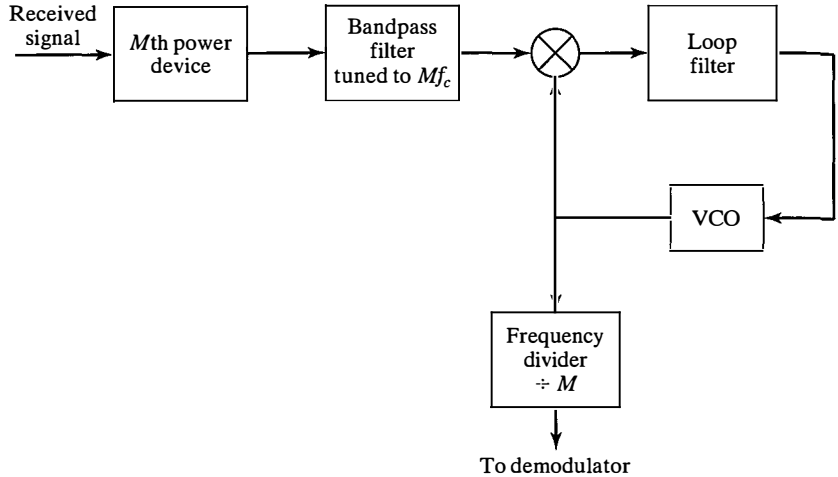 Received
signal
Mth power
device
Bandpass
filter
tuned to Mf_c
Loop
filter
VCO
Frequency
divider
÷ M
To demodulator